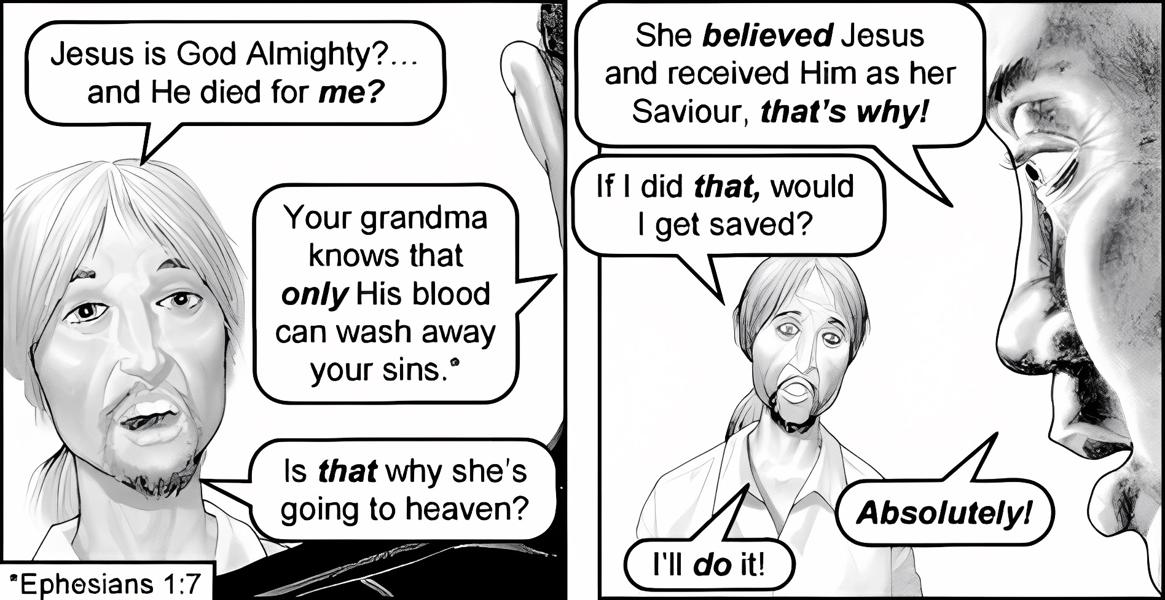 Jesus is God Almighty?...
and He died for me?
Your grandma
knows that
only His blood
can wash away
your sins.*
Is that why she's
going to heaven?
*Ephesians 1:7
She believed Jesus
and received Him as her
Saviour, that's why!
If I did that, would
I get saved?
Absolutely!
I'll do it!